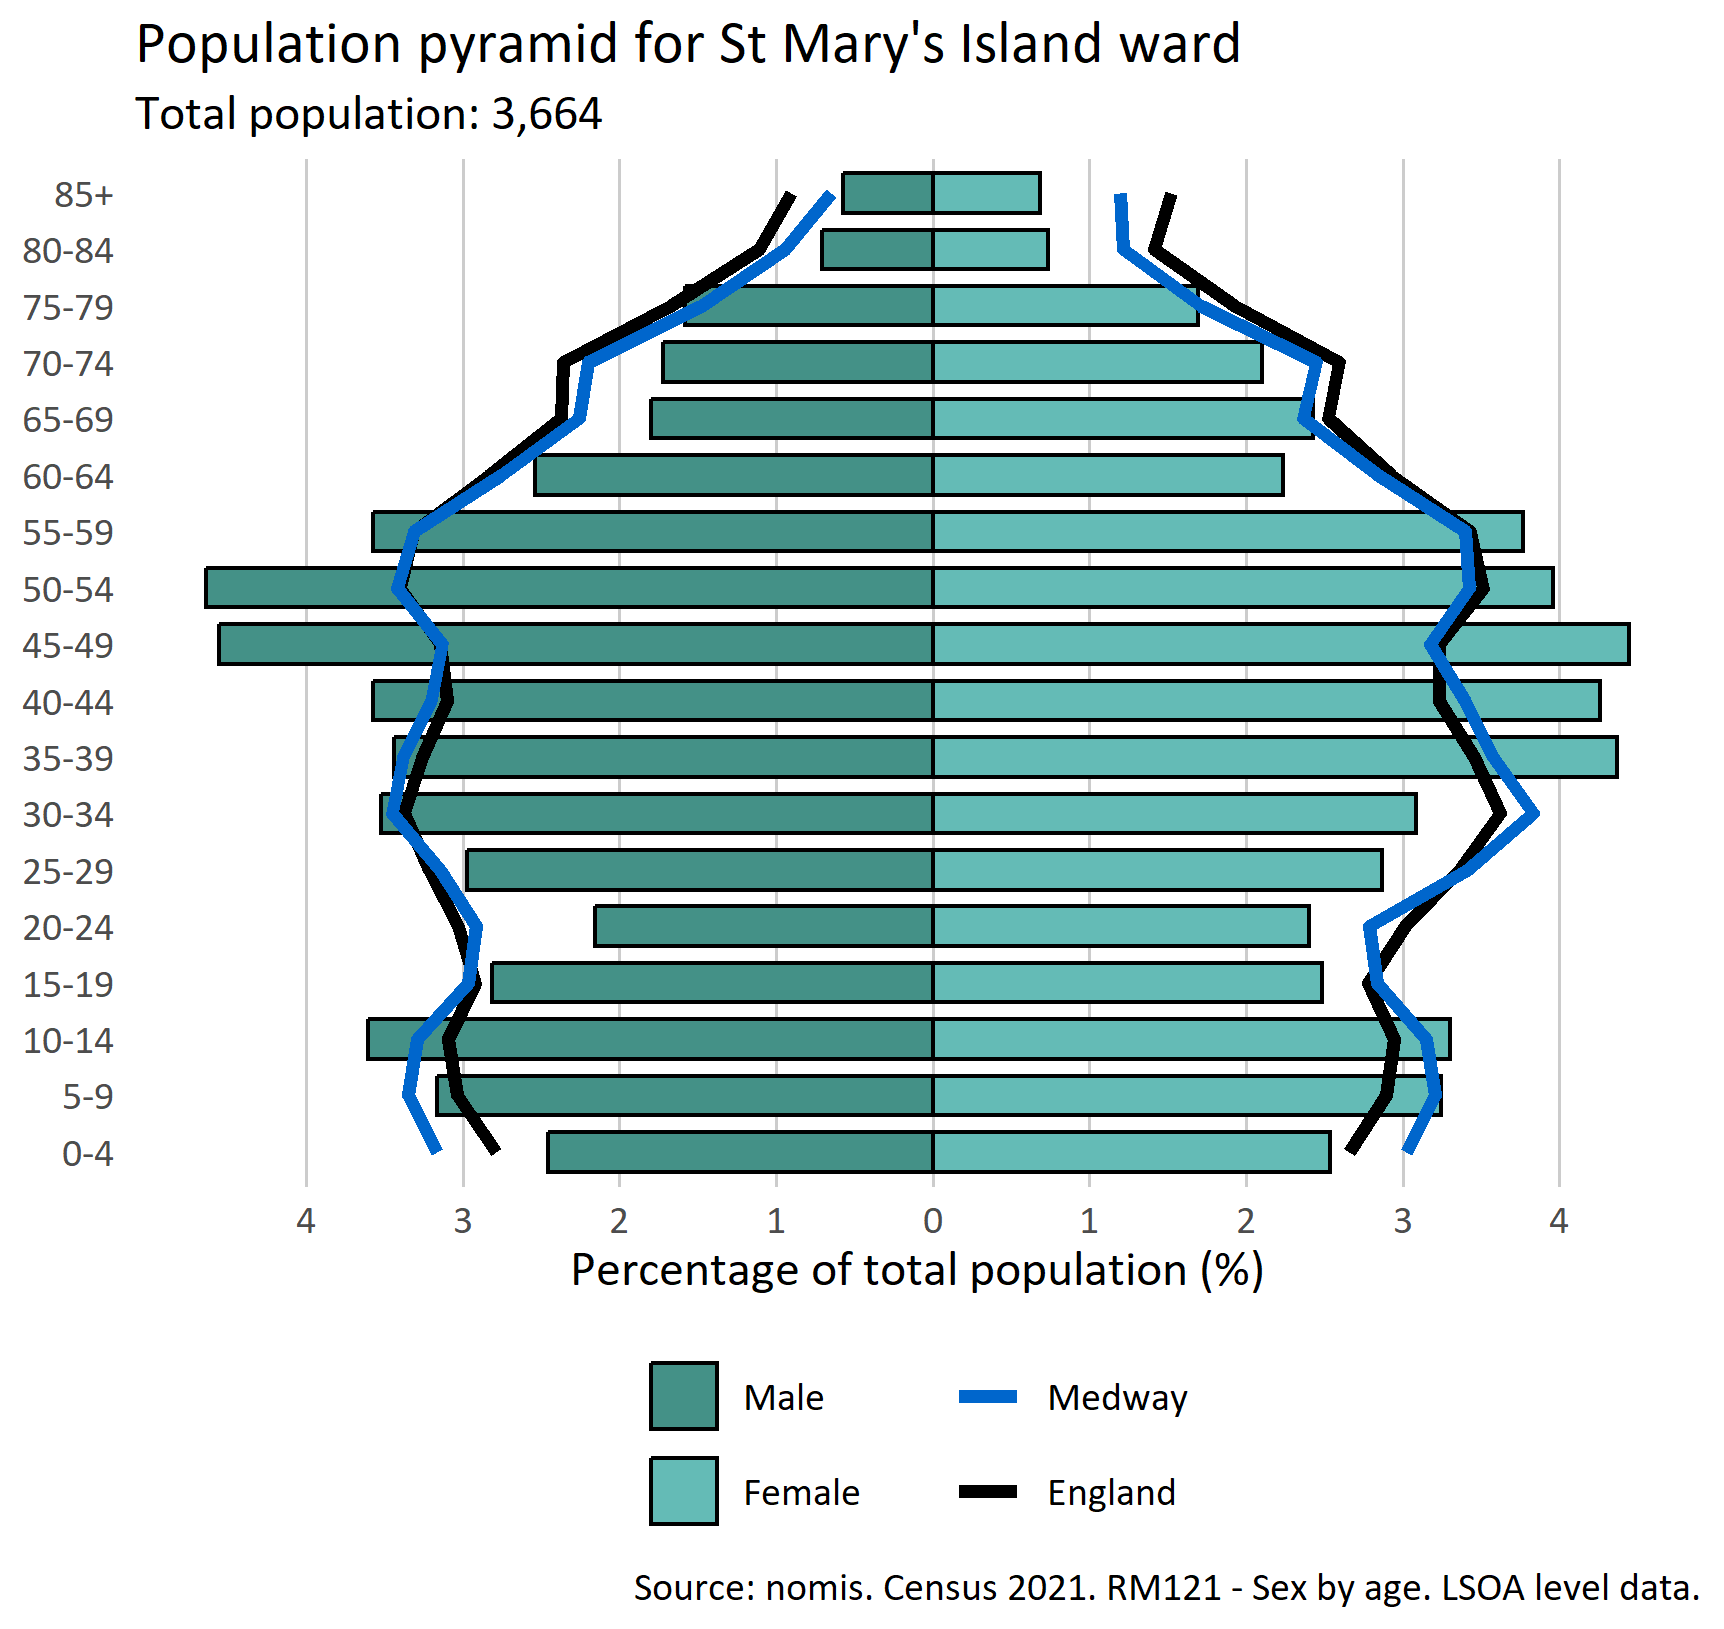 Population pyramid for St Mary's Island ward
Total population: 3,664
85+
80-84
75-79
70-74
65-69
60-64
55-59
50-54
45-49
40-44
35-39
30-34
25-29
20-24
15-19
10-14
5-9
0-4
4 3 2 1 0 1 2 3 4
Percentage of total population (%)
Male Medway
Female England
Source: nomis. Census 2021. RM121 - Sex by age. LSOA level data.